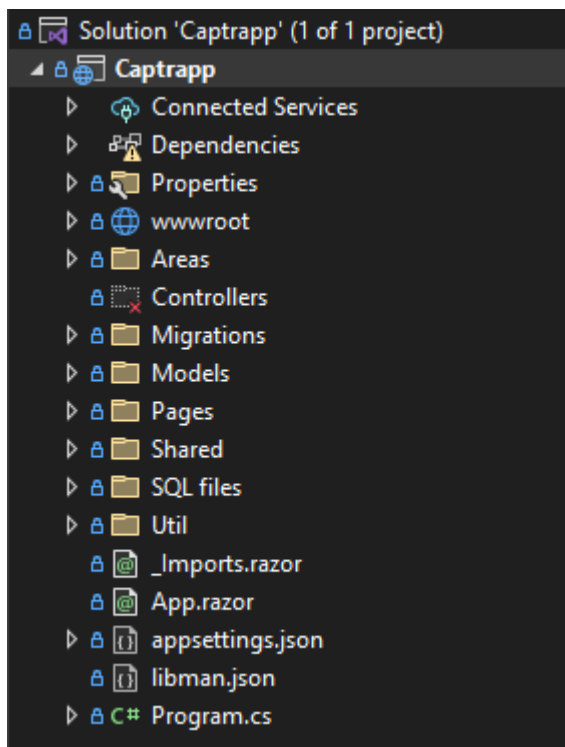 Solution 'Captrapp' (1 of 1 project)
Captrapp
Connected Services
Dependencies
Properties
wwwroot
Areas
Controllers
Migrations
Models
Pages
Shared
SQL files
Util
_Imports.razor
App.razor
appsettings.json
libman.json
C# Program.cs